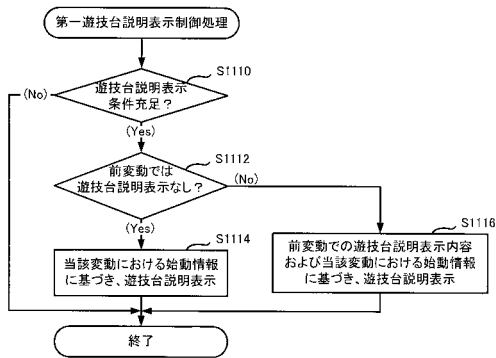 第一遊技台説明表示制御処理
S1110
遊技台説明表示
条件充足？
(No)
(Yes)
S1112
前変動では
遊技台説明表示なし？
(No)
(Yes)
S1114
当該変動における始動情報
に基づき、遊技台説明表示
S1116
前変動での遊技台説明表示内容
および当該変動における始動情報
に基づき、遊技台説明表示
終了